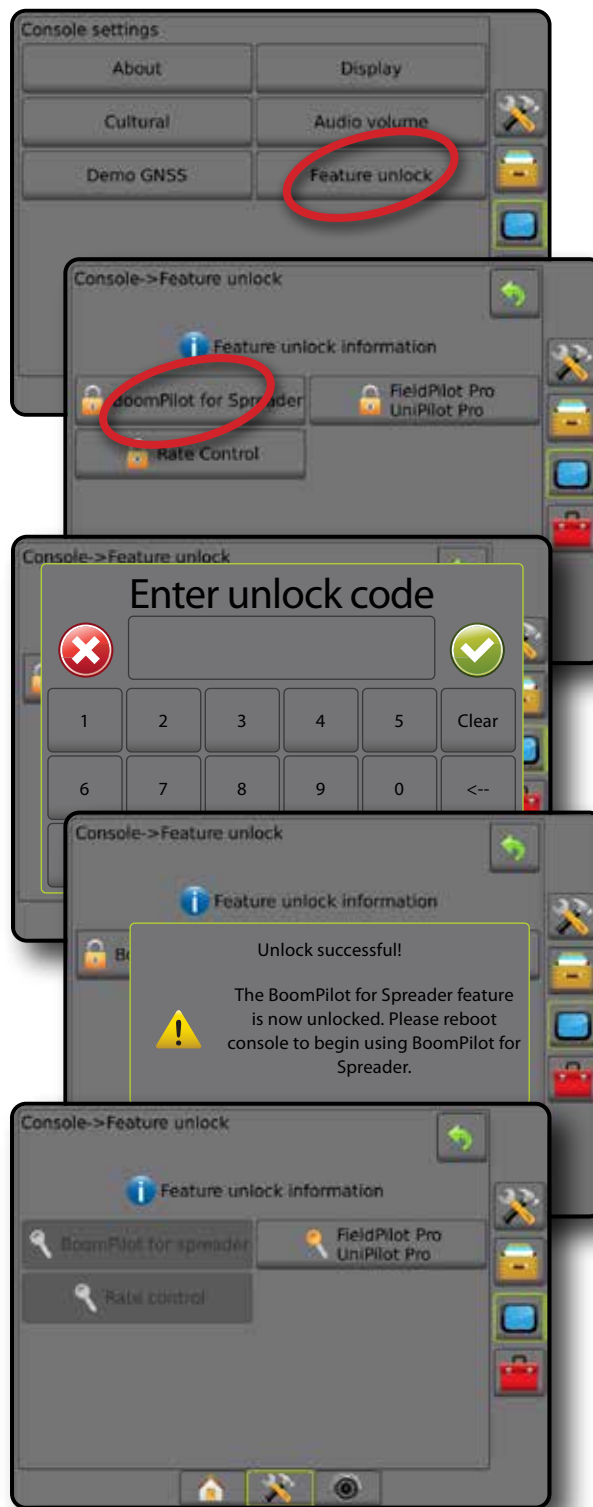 Console settings
About
Display
Cultural
Audio volume
Demo GNSS
Feature unlock
Console->Feature unlock
Feature unlock information
BoomPilot for Spreader
FieldPilot Pro
UniPilot Pro
Rate Control
Console->Feature unlock
Enter unlock code
1 2 3 4 5 Clear
6 7 8 9 0 <--
Console->Feature unlock
Feature unlock information
Unlock successful!
The BoomPilot for Spreader feature
is now unlocked. Please reboot
console to begin using BoomPilot for
Spreader.
Console->Feature unlock
Feature unlock information
BoomPilot for spreader
FieldPilot Pro
UniPilot Pro
Rate control